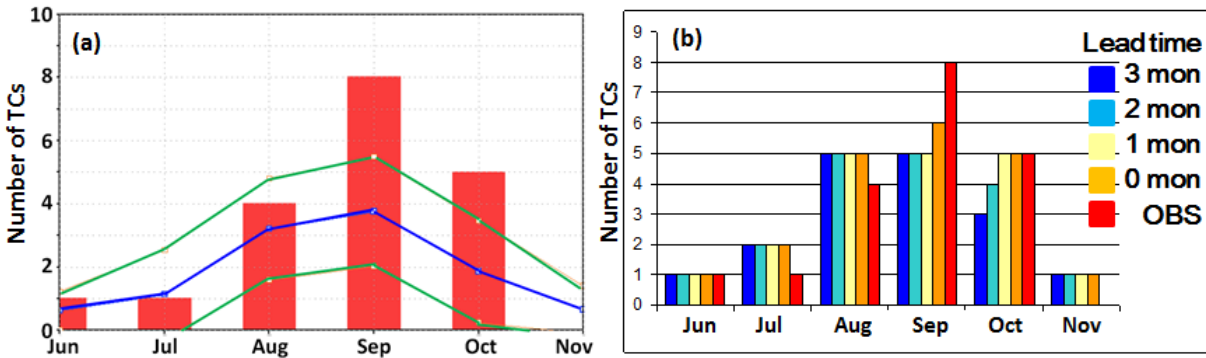 (a)
Number of TCs
10
8
6
4
2
0
Jun Jul Aug Sep Oct Nov
(b)
Number of TCs
9
8
7
6
5
4
3
2
1
0
Jun Jul Aug Sep Oct Nov
Lead time
3 mon
2 mon
1 mon
0 mon
OBS